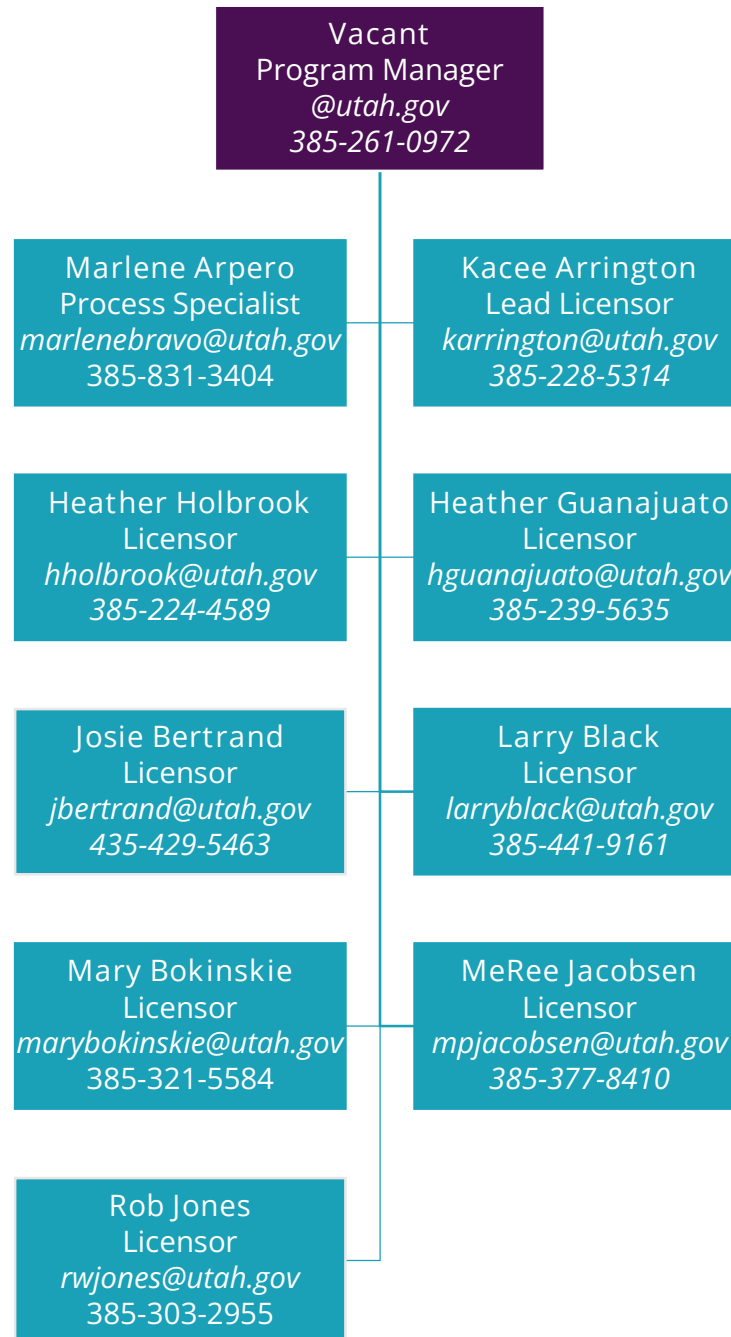 Vacant
Program Manager
@utah.gov
385-261-0972
Marlene Arpero
Process Specialist
marlenebravo@utah.gov
385-831-3404
Kacee Arrington
Lead Licensor
karrington@utah.gov
385-228-5314
Heather Holbrook
Licensor
hholbrook@utah.gov
385-224-4589
Heather Guanajuato
Licensor
hguanajuato@utah.gov
385-239-5635
Josie Bertrand
Licensor
jbertrand@utah.gov
435-429-5463
Larry Black
Licensor
larryblack@utah.gov
385-441-9161
Mary Bokinskie
Licensor
marybokinskie@utah.gov
385-321-5584
MeRee Jacobsen
Licensor
mpjacobsen@utah.gov
385-377-8410
Rob Jones
Licensor
rwjones@utah.gov
385-303-2955